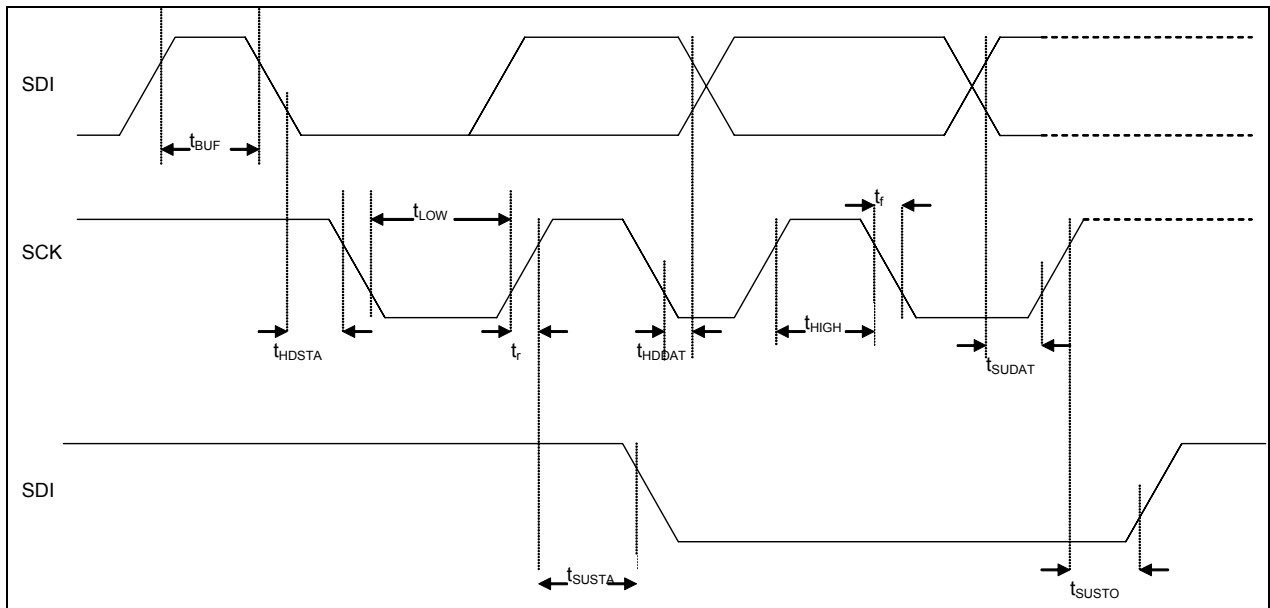 SDI
tBUF
tLOW
tf
SCK
tHDSTA
tr
tHDDAT
tHIGH
tSUDAT
SDI
tSUSTA
tSUSTO